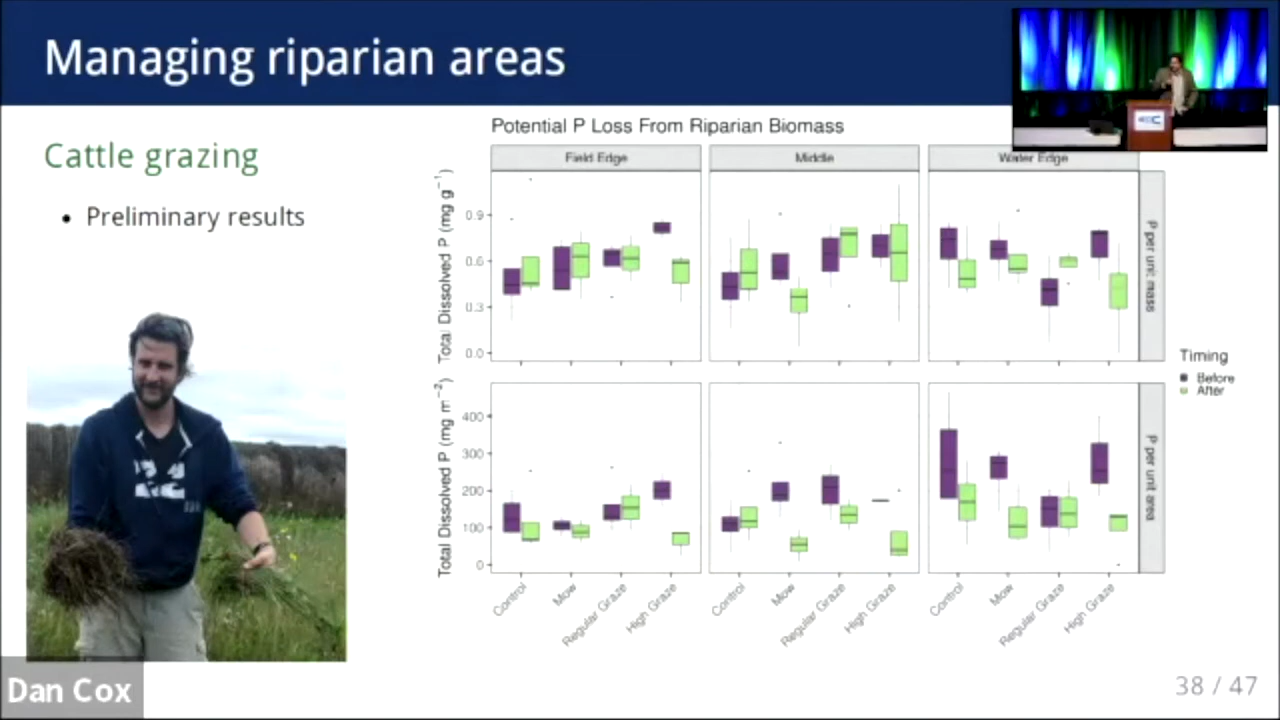 Managing riparian areas
Cattle grazing
• Preliminary results
Potential P Loss From Riparian Biomass
Field Edge
Middle
Water Edge
Total Dissolved P (mg g⁻¹)
0.9
0.6
0.3
0.0
P per unit mass
Total Dissolved P (mg m⁻²)
400
300
200
100
0
P per unit area
Control
Mow
Regular Graze
High Graze
Control
Mow
Regular Graze
High Graze
Control
Mow
Regular Graze
High Graze
Timing
Before
After
Dan Cox
38 / 47